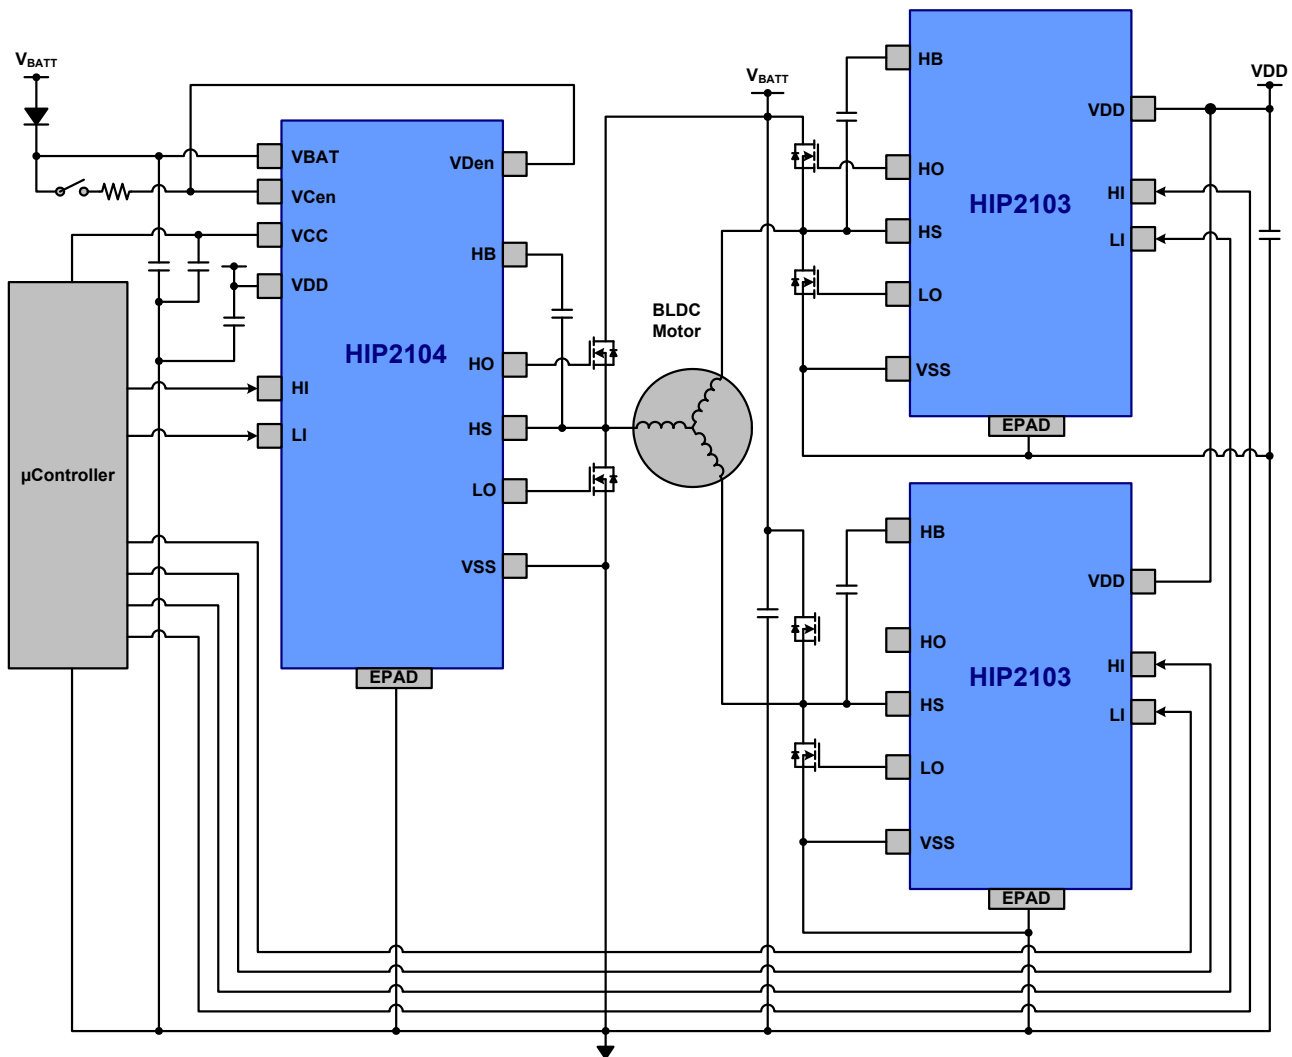 V_BATT
VBAT
VCen
VCC
VDD
HI
LI
HIP2104
VDen
HB
HO
HS
LO
VSS
EPAD
µController
BLDC
Motor
V_BATT
HB
HO
HS
LO
VSS
HIP2103
VDD
HI
LI
EPAD
VDD
HB
HO
HS
LO
VSS
HIP2103
VDD
HI
LI
EPAD